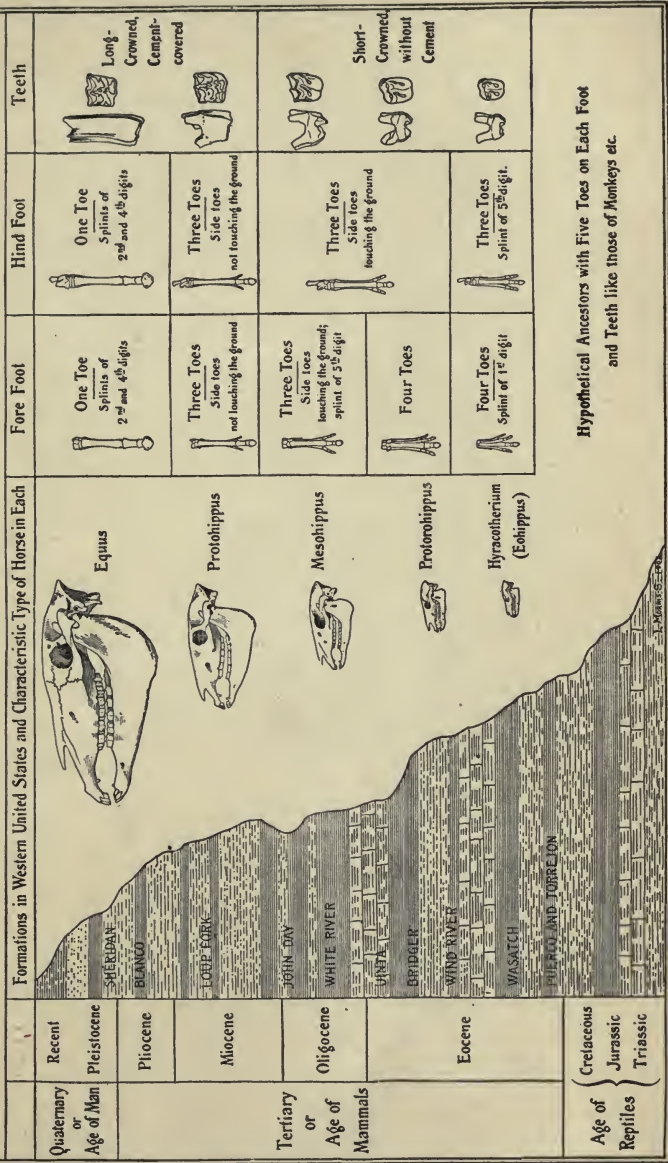 Formations in Western United States and Characteristic Type of Horse in Each
Fore Foot
Hind Foot
Teeth
Quaternary
or
Age of Man
Recent
Pleistocene
SHERIDAN
Equus
One Toe
Splints of
2nd and 4th digits
One Toe
Splints of
2nd and 4th digits
Long-
Crowned,
Cement-
covered
Tertiary
or
Age of
Mammals
Pliocene
BLANCO
Miocene
LOUP FORK
Protohippus
Three Toes
Side toes
not touching the ground
Three Toes
Side toes
not touching the ground
Oligocene
JOHN DAY
WHITE RIVER
Mesohippus
Three Toes
Side toes
touching the ground;
splint of 5th digit
Three Toes
Side toes
touching the ground
Short-
Crowned,
without
Cement
Eocene
UINTA
BRIDGER
WIND RIVER
WASATCH
PUERCO AND TORREJON
Protorohippus
Four Toes
Hyracotherium
(Eohippus)
Four Toes
Splint of 1st digit
Three Toes
Splint of 5th digit.
Age of
Reptiles
Cretaceous
Jurassic
Triassic
Hypothetical Ancestors with Five Toes on Each Foot
and Teeth like those of Monkeys etc.